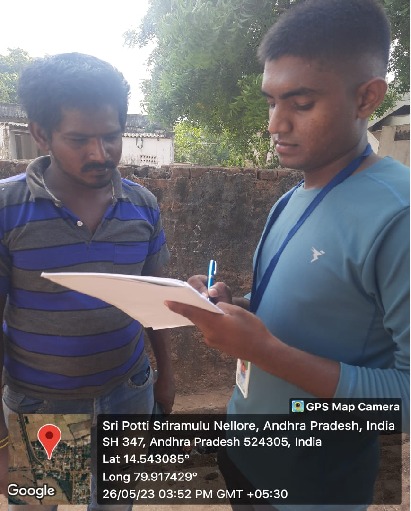 GPS Map Camera
Sri Potti Sriramulu Nellore, Andhra Pradesh, India
SH 347, Andhra Pradesh 524305, India
Lat 14.543085°
Long 79.917429°
26/05/23 03:52 PM GMT +05:30
Google